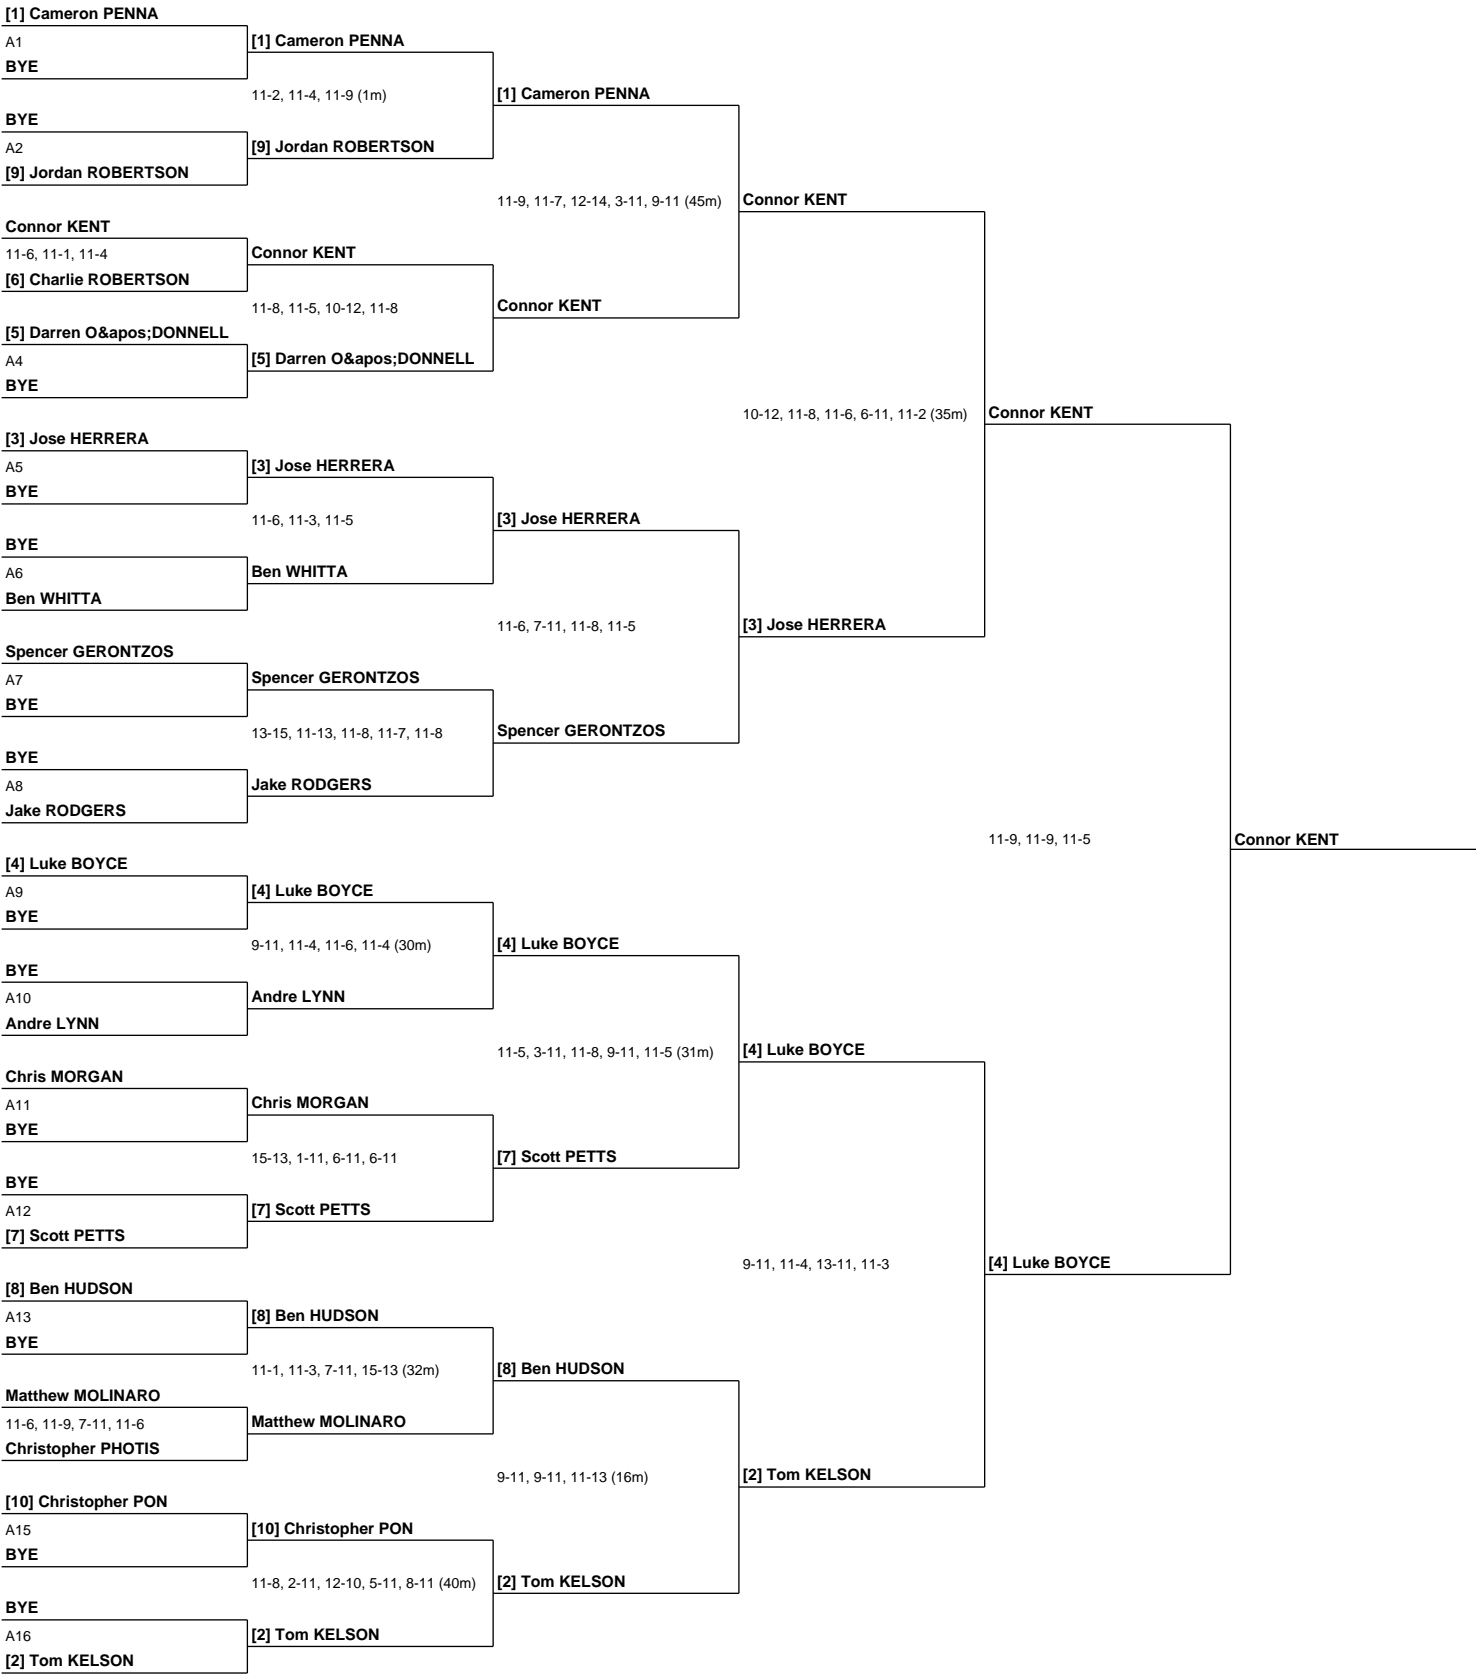 [1] Cameron PENNA
A1
[1] Cameron PENNA
BYE
11-2, 11-4, 11-9 (1m)
[1] Cameron PENNA
BYE
A2
[9] Jordan ROBERTSON
[9] Jordan ROBERTSON
11-9, 11-7, 12-14, 3-11, 9-11 (45m)
Connor KENT
Connor KENT
11-6, 11-1, 11-4
Connor KENT
[6] Charlie ROBERTSON
11-8, 11-5, 10-12, 11-8
Connor KENT
[5] Darren O&apos;DONNELL
A4
[5] Darren O&apos;DONNELL
BYE
10-12, 11-8, 11-6, 6-11, 11-2 (35m)
Connor KENT
[3] Jose HERRERA
A5
[3] Jose HERRERA
BYE
11-6, 11-3, 11-5
[3] Jose HERRERA
BYE
A6
Ben WHITTA
Ben WHITTA
11-6, 7-11, 11-8, 11-5
[3] Jose HERRERA
Spencer GERONTZOS
A7
Spencer GERONTZOS
BYE
13-15, 11-13, 11-8, 11-7, 11-8
Spencer GERONTZOS
BYE
A8
Jake RODGERS
Jake RODGERS
11-9, 11-9, 11-5
Connor KENT
[4] Luke BOYCE
A9
[4] Luke BOYCE
BYE
9-11, 11-4, 11-6, 11-4 (30m)
[4] Luke BOYCE
BYE
A10
Andre LYNN
Andre LYNN
11-5, 3-11, 11-8, 9-11, 11-5 (31m)
[4] Luke BOYCE
Chris MORGAN
A11
Chris MORGAN
BYE
15-13, 1-11, 6-11, 6-11
[7] Scott PETTS
BYE
A12
[7] Scott PETTS
[7] Scott PETTS
9-11, 11-4, 13-11, 11-3
[4] Luke BOYCE
[8] Ben HUDSON
A13
[8] Ben HUDSON
BYE
11-1, 11-3, 7-11, 15-13 (32m)
[8] Ben HUDSON
Matthew MOLINARO
11-6, 11-9, 7-11, 11-6
Matthew MOLINARO
Christopher PHOTIS
9-11, 9-11, 11-13 (16m)
[2] Tom KELSON
[10] Christopher PON
A15
[10] Christopher PON
BYE
11-8, 2-11, 12-10, 5-11, 8-11 (40m)
[2] Tom KELSON
BYE
A16
[2] Tom KELSON
[2] Tom KELSON